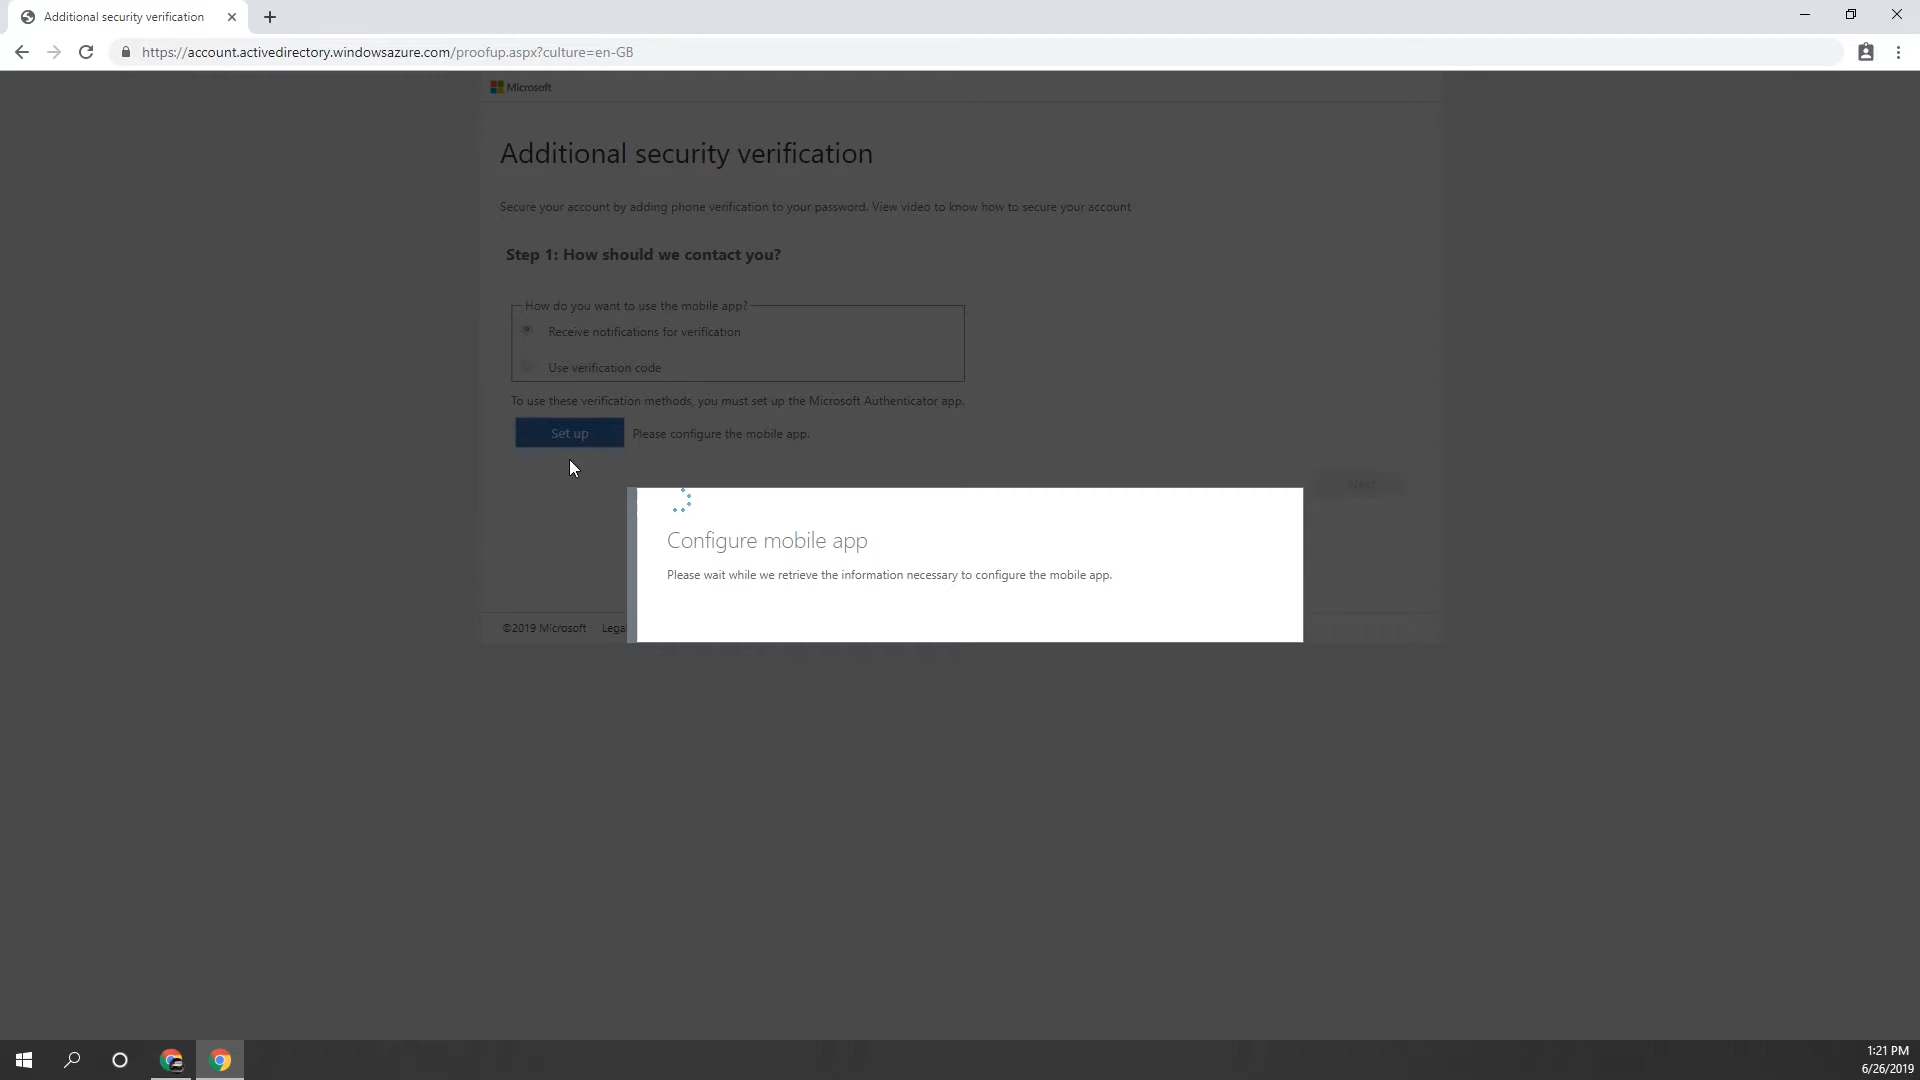 Additional security verification
https://account.activedirectory.windowsazure.com/proofup.aspx?culture=en-GB
Microsoft
Additional security verification
Secure your account by adding phone verification to your password. View video to know how to secure your account
Step 1: How should we contact you?
How do you want to use the mobile app?
Receive notifications for verification
Use verification code
To use these verification methods, you must set up the Microsoft Authenticator app.
Set up Please configure the mobile app.
Next
Configure mobile app
Please wait while we retrieve the information necessary to configure the mobile app.
©2019 Microsoft Legal
1:21 PM
6/26/2019